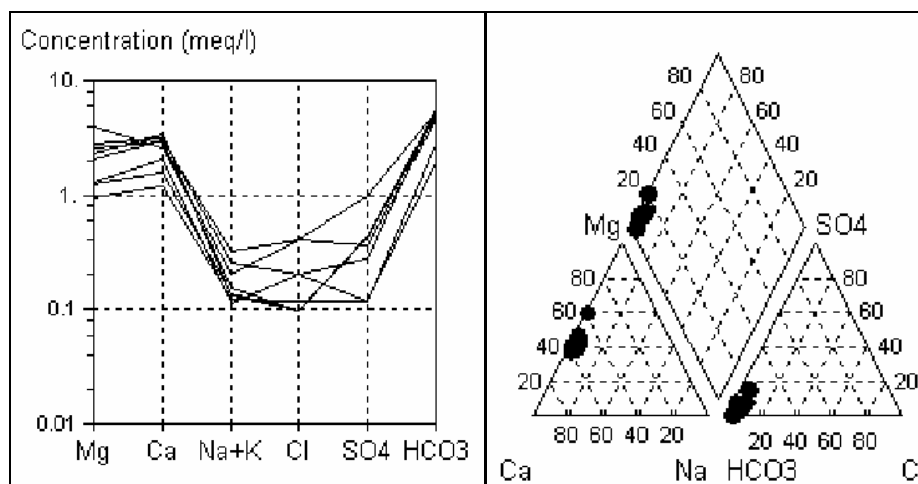 Concentration (meq/l)
10.
1.
0.1
0.01
Mg Ca Na+K Cl SO4 HCO3
80 80
60 60
40 40
20 20
Mg SO4
80 80
60 60
40 40
20 20
80 60 40 20 20 40 60 80
Ca Na HCO3 C